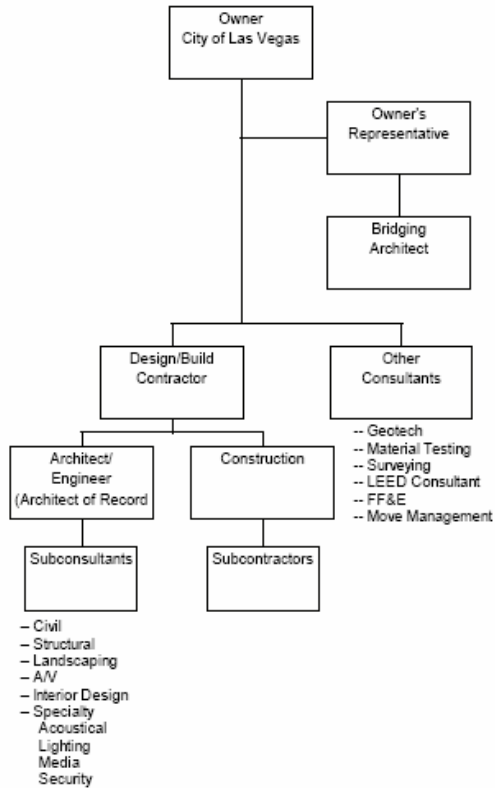 Owner
City of Las Vegas
Owner's
Representative
Bridging
Architect
Design/Build
Contractor
Other
Consultants
-- Geotech
-- Material Testing
-- Surveying
-- LEED Consultant
-- FF&E
-- Move Management
Architect/
Engineer
(Architect of Record
Construction
Subconsultants
Subcontractors
– Civil
– Structural
– Landscaping
– A/V
– Interior Design
– Specialty
Acoustical
Lighting
Media
Security